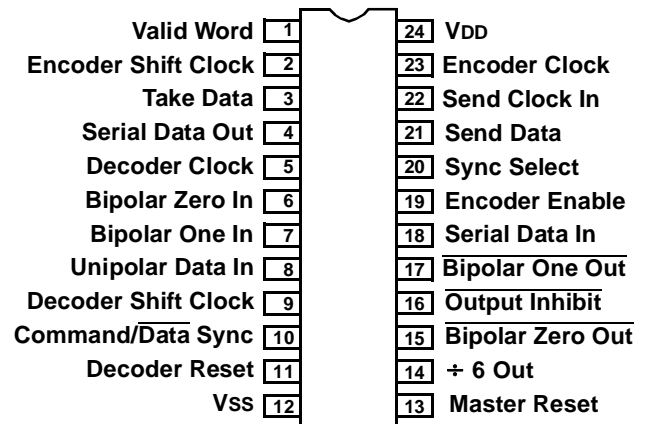 Valid Word 1 24 VDD
Encoder Shift Clock 2 23 Encoder Clock
Take Data 3 22 Send Clock In
Serial Data Out 4 21 Send Data
Decoder Clock 5 20 Sync Select
Bipolar Zero In 6 19 Encoder Enable
Bipolar One In 7 18 Serial Data In
Unipolar Data In 8 17 Bipolar One Out
Decoder Shift Clock 9 16 Output Inhibit
Command/Data Sync 10 15 Bipolar Zero Out
Decoder Reset 11 14 ÷ 6 Out
VSS 12 13 Master Reset